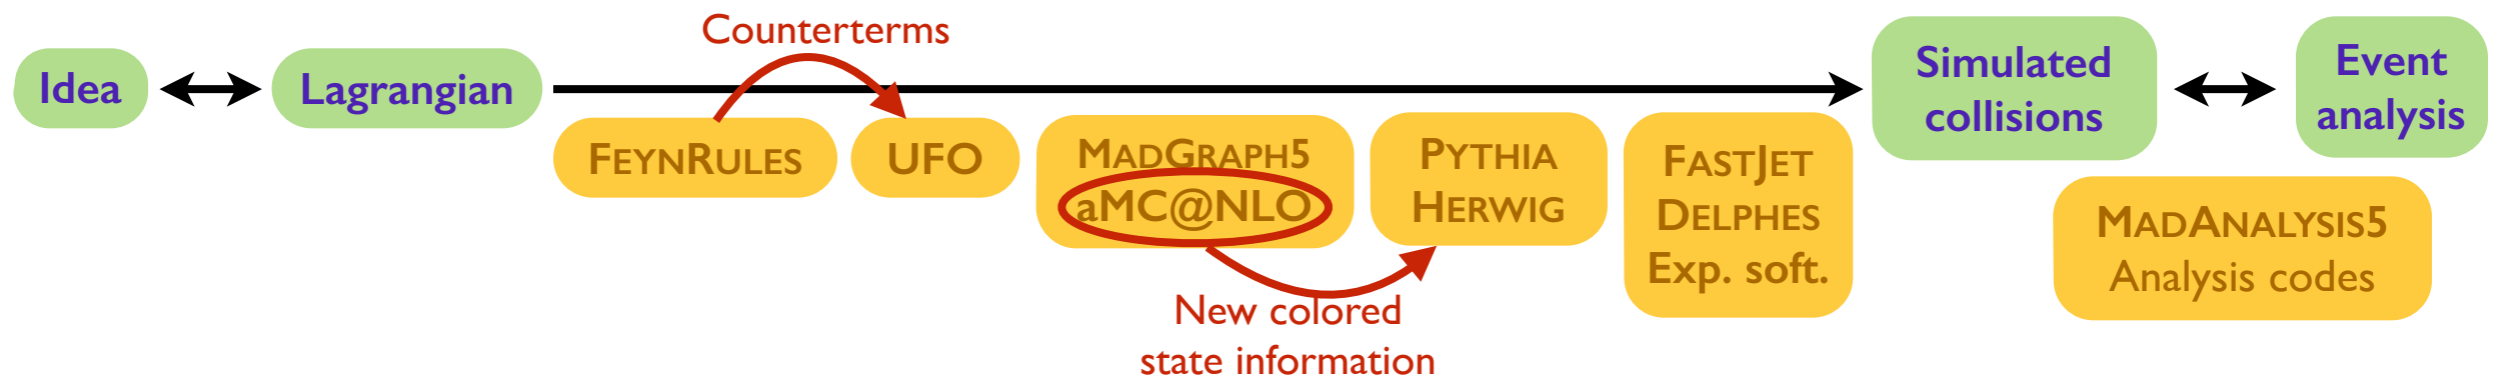 Counterterms
Idea
Lagrangian
FEYNRULES
UFO
MADGRAPH5
aMC@NLO
PYTHIA
HERWIG
FASTJET
DELPHES
Exp. soft.
Simulated
collisions
Event
analysis
MADANALYSIS5
Analysis codes
New colored
state information